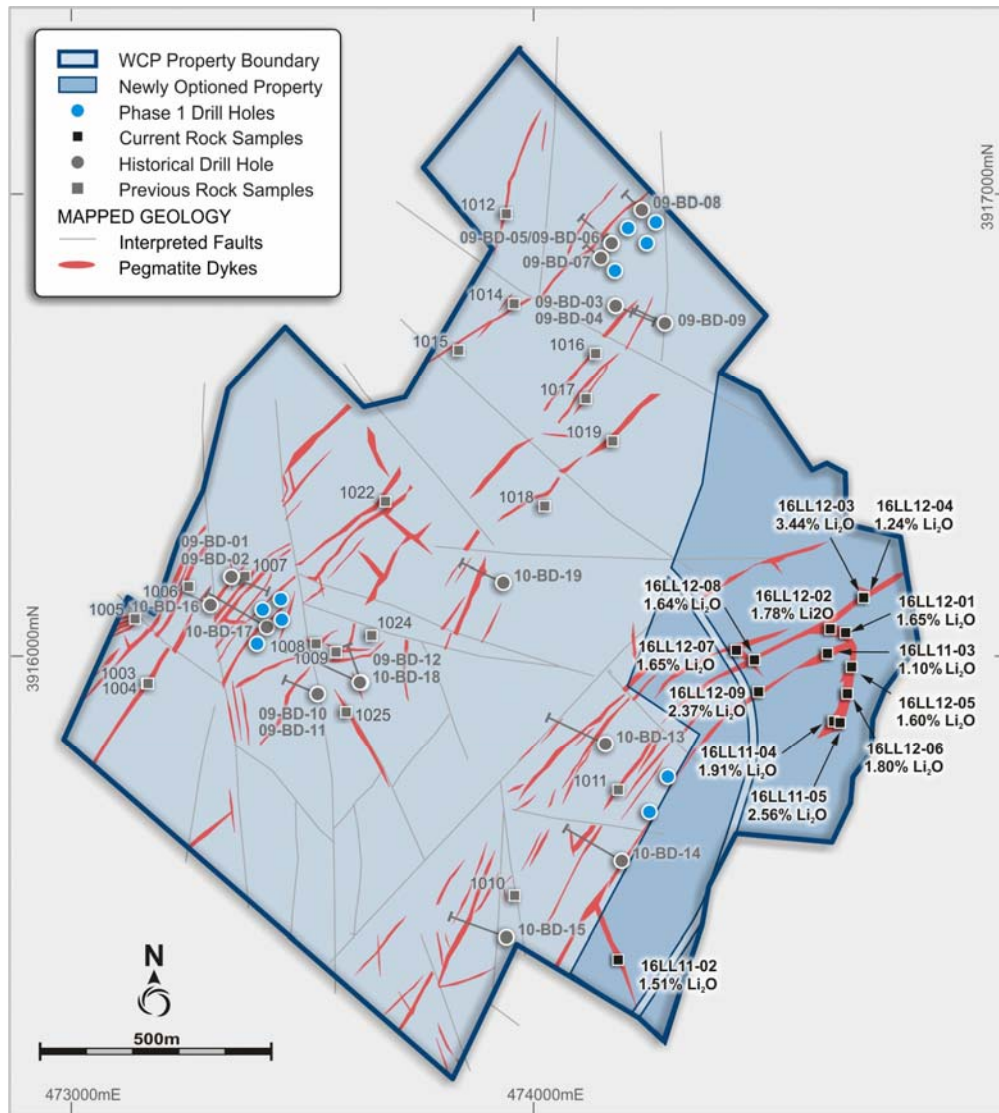 WCP Property Boundary
Newly Optioned Property
Phase 1 Drill Holes
Current Rock Samples
Historical Drill Hole
Previous Rock Samples
MAPPED GEOLOGY
Interpreted Faults
Pegmatite Dykes
3917000mN
1012
09-BD-08
09-BD-05/09-BD-06
09-BD-07
1014
09-BD-03
09-BD-04
09-BD-09
1015
1016
1017
1019
1022
1018
16LL12-03
3.44% Li₂O
16LL12-04
1.24% Li₂O
09-BD-01
09-BD-02
1007
10-BD-19
16LL12-08
1.64% Li₂O
16LL12-02
1.78% Li2O
16LL12-01
1.65% Li₂O
1006
10-BD-16
1005
10-BD-17
1024
1008
1009
09-BD-12
10-BD-18
16LL12-07
1.65% Li₂O
16LL11-03
1.10% Li₂O
3916000mN
1003
1004
09-BD-10
09-BD-11
1025
16LL12-09
2.37% Li₂O
16LL12-05
1.60% Li₂O
10-BD-13
16LL11-04
1.91% Li₂O
16LL12-06
1.80% Li₂O
1011
16LL11-05
2.56% Li₂O
10-BD-14
1010
10-BD-15
16LL11-02
1.51% Li₂O
N
500m
473000mE
474000mE